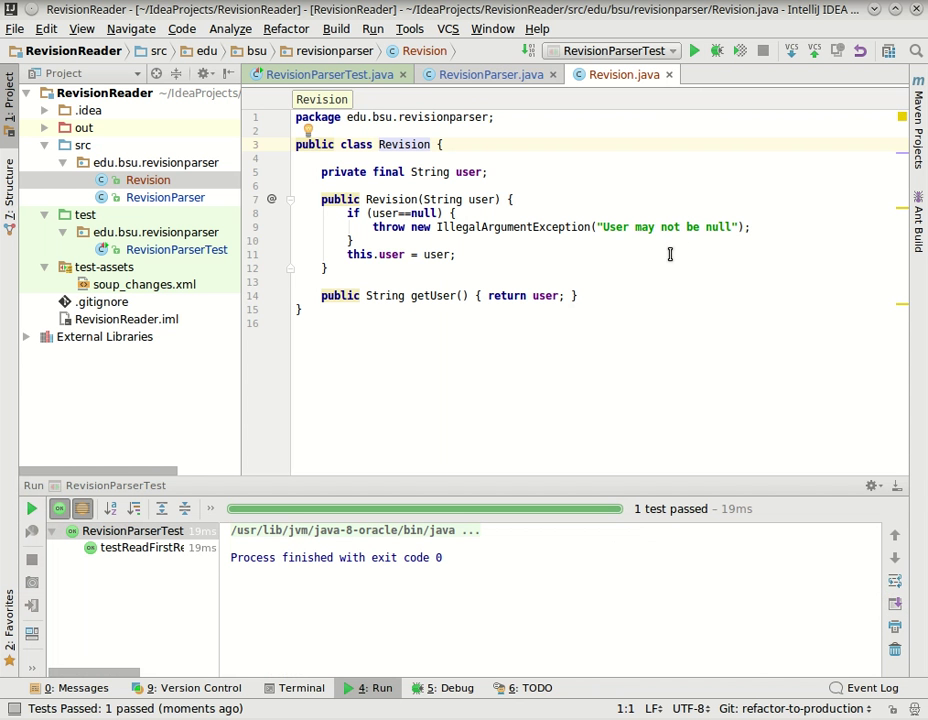 RevisionReader - [~/IdeaProjects/RevisionReader] - [RevisionReader] - ~/IdeaProjects/RevisionReader/src/edu/bsu/revisionparser/Revision.java - IntelliJ IDEA ...
File Edit View Navigate Code Analyze Refactor Build Run Tools VCS Window Help
RevisionReader src edu bsu revisionparser Revision RevisionParserTest VCS VCS
Project RevisionParserTest.java RevisionParser.java Revision.java
RevisionReader ~/IdeaProjects/
.idea
out
src
edu.bsu.revisionparser
Revision
RevisionParser
test
edu.bsu.revisionparser
RevisionParserTest
test-assets
soup_changes.xml
.gitignore
RevisionReader.iml
External Libraries
Revision
1 package edu.bsu.revisionparser;
2
3 public class Revision {
4
5 private final String user;
6
7 @ public Revision(String user) {
8 if (user==null) {
9 throw new IllegalArgumentException("User may not be null");
10 }
11 this.user = user;
12 }
13
14 public String getUser() { return user; }
15 }
16
1: Project
7: Structure
2: Favorites
Maven Projects
Ant Build
Run RevisionParserTest
1 test passed – 19ms
RevisionParserTest 19ms
testReadFirstRe 19ms
/usr/lib/jvm/java-8-oracle/bin/java ...
Process finished with exit code 0
0: Messages 9: Version Control Terminal 4: Run 5: Debug 6: TODO Event Log
Tests Passed: 1 passed (moments ago) 1:1 LF÷ UTF-8÷ Git: refactor-to-production÷